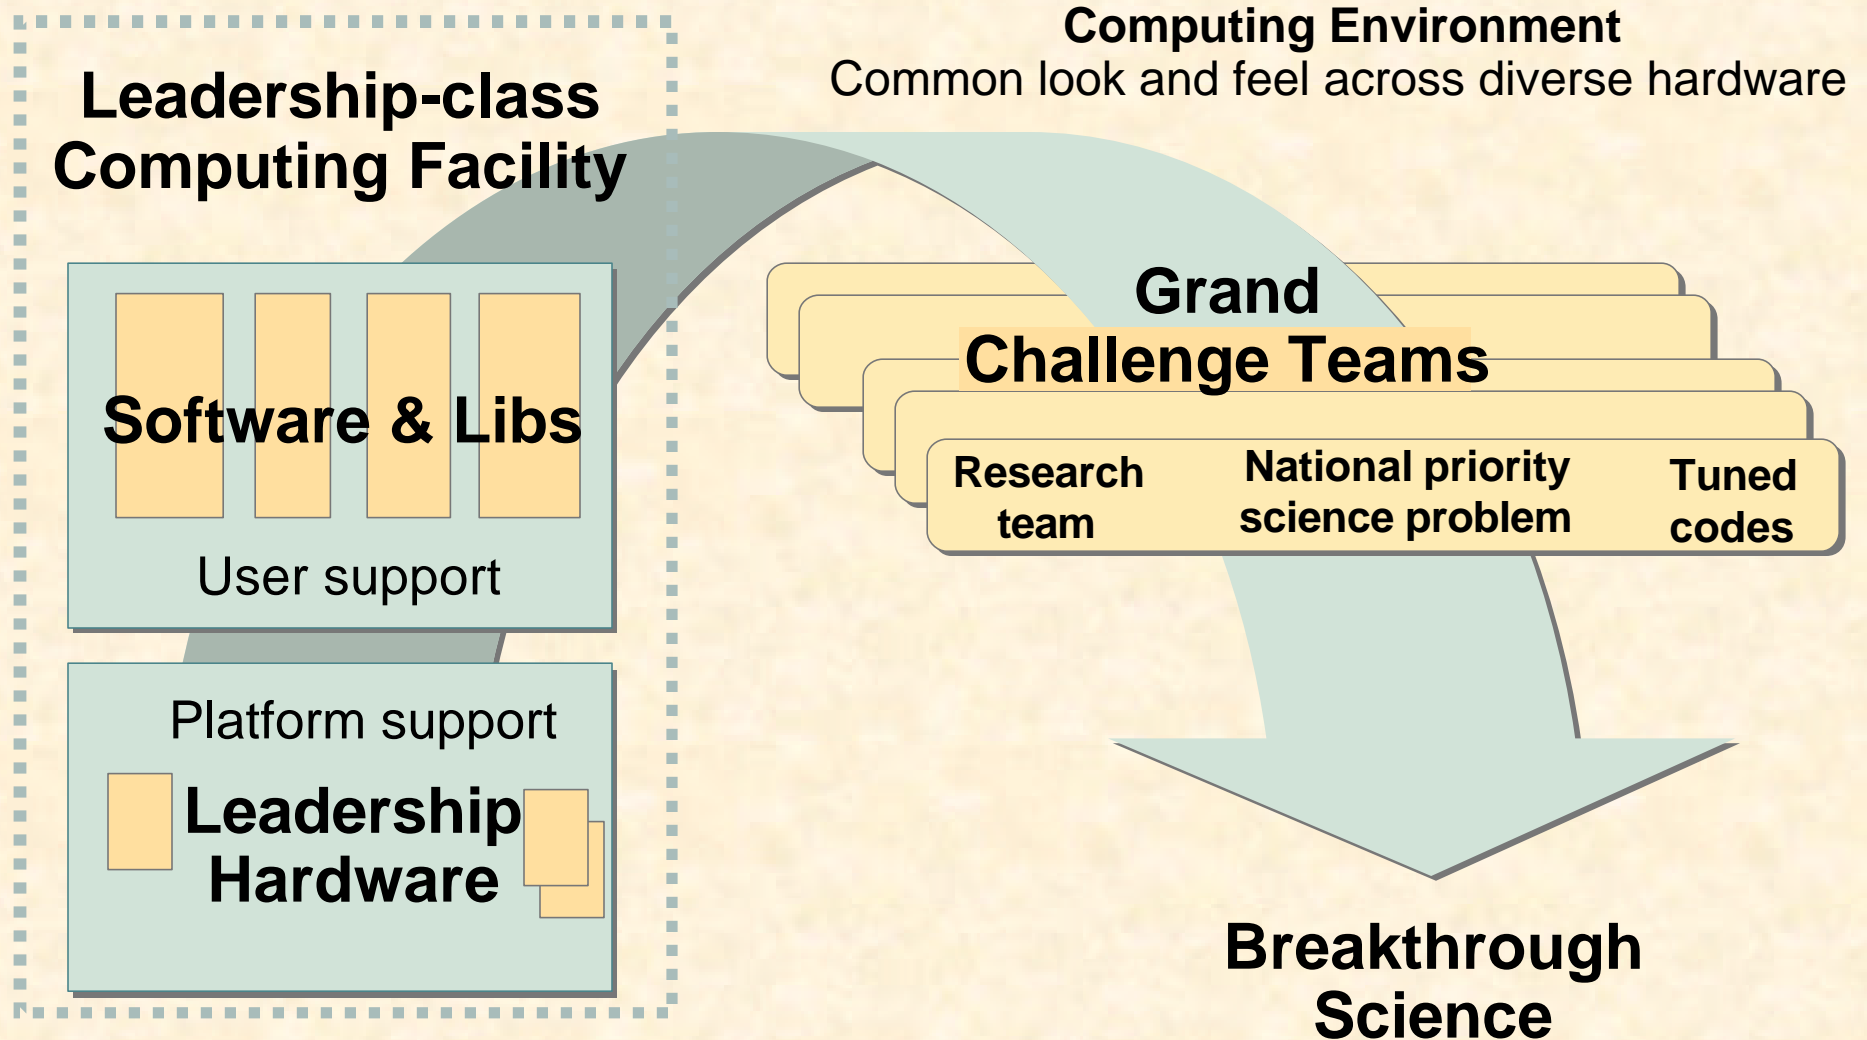 Computing Environment
Common look and feel across diverse hardware
Leadership-class
Computing Facility
Software & Libs
User support
Platform support
Leadership
Hardware
Grand
Challenge Teams
Research
team
National priority
science problem
Tuned
codes
Breakthrough
Science